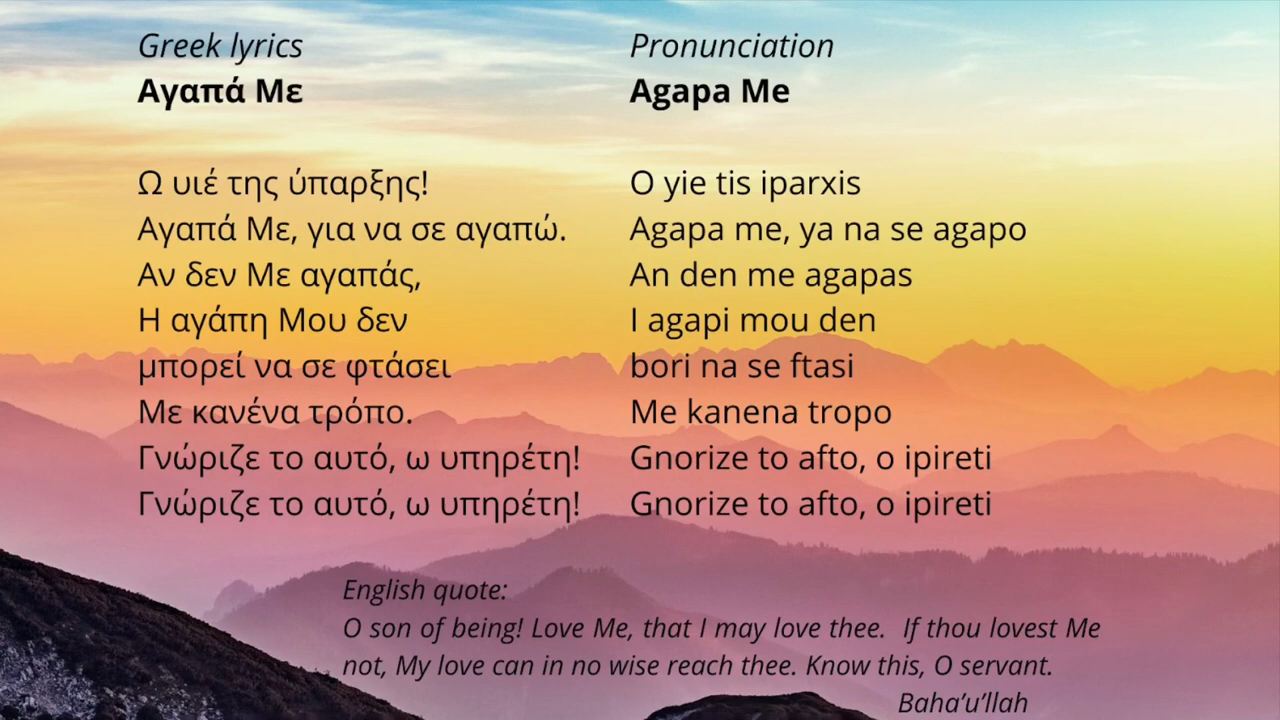 Greek lyrics
Αγαπά Με
Ω υιέ της ύπαρξης!
Αγαπά Με, για να σε αγαπώ.
Αν δεν Με αγαπάς,
Η αγάπη Μου δεν
μπορεί να σε φτάσει
Με κανένα τρόπο.
Γνώριζε το αυτό, ω υπηρέτη!
Γνώριζε το αυτό, ω υπηρέτη!
Pronunciation
Agapa Me
O yie tis iparxis
Agapa me, ya na se agapo
An den me agapas
I agapi mou den
bori na se ftasi
Me kanena tropo
Gnorize to afto, o ipireti
Gnorize to afto, o ipireti
English quote:
O son of being! Love Me, that I may love thee. If thou lovest Me
not, My love can in no wise reach thee. Know this, O servant.
Baha’u’llah